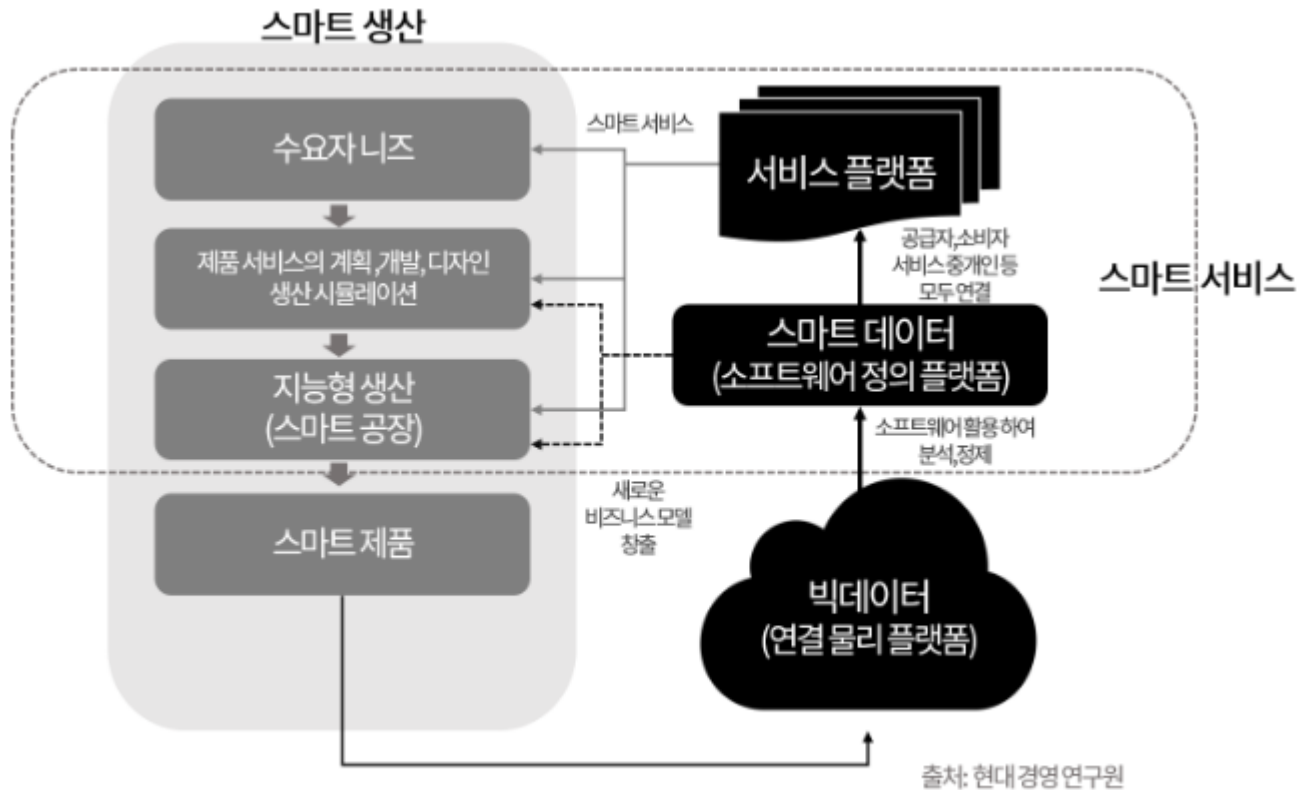 스마트 생산
수요자 니즈
제품 서비스의 계획,개발, 디자인
생산 시뮬레이션
지능형 생산
(스마트 공장)
스마트 제품
스마트 서비스
서비스 플랫폼
공급자,소비자
서비스 중개인 등
모두 연결
스마트 서비스
스마트 데이터
(소프트웨어 정의 플랫폼)
소프트웨어 활용 하여
분석,정제
새로운
비즈니스 모델
창출
빅데이터
(연결 물리 플랫폼)
출처: 현대 경영 연구원